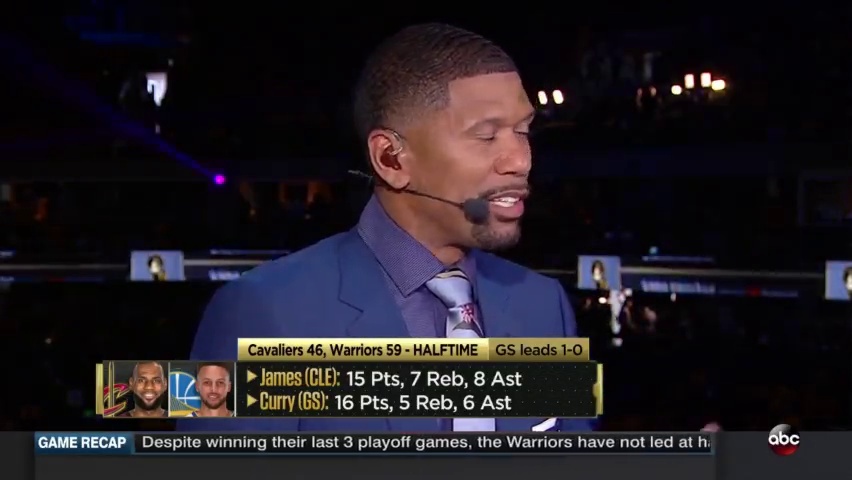 Cavaliers 46, Warriors 59 - HALFTIME GS leads 1-0
James (CLE): 15 Pts, 7 Reb, 8 Ast
Curry (GS): 16 Pts, 5 Reb, 6 Ast
GAME RECAP Despite winning their last 3 playoff games, the Warriors have not led at
abc